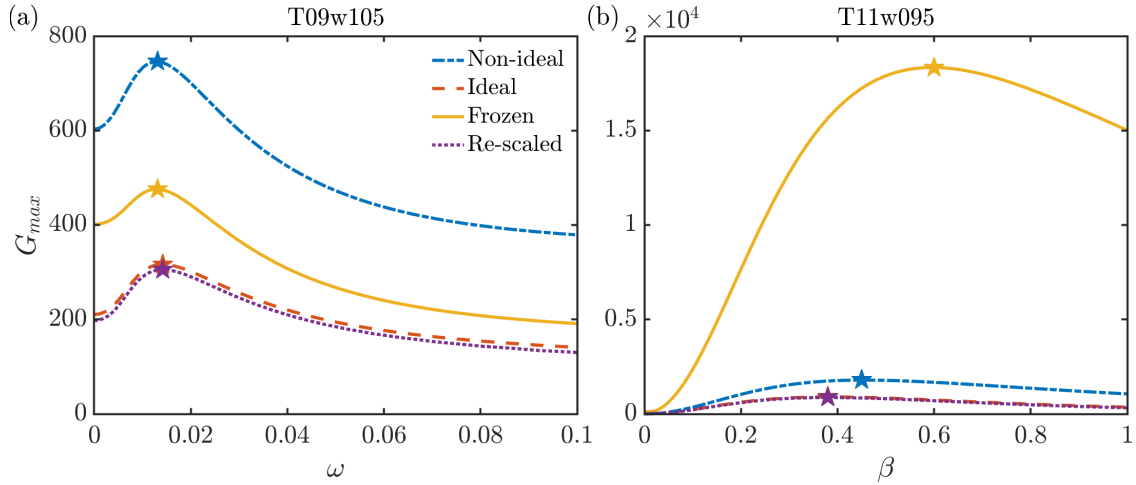 (a)
T09w105
800
600
400
200
0
G_max
0 0.02 0.04 0.06 0.08 0.1
ω
Non-ideal
Ideal
Frozen
Re-scaled
(b)
×10⁴
T11w095
2
1.5
1
0.5
0
0 0.2 0.4 0.6 0.8 1
β